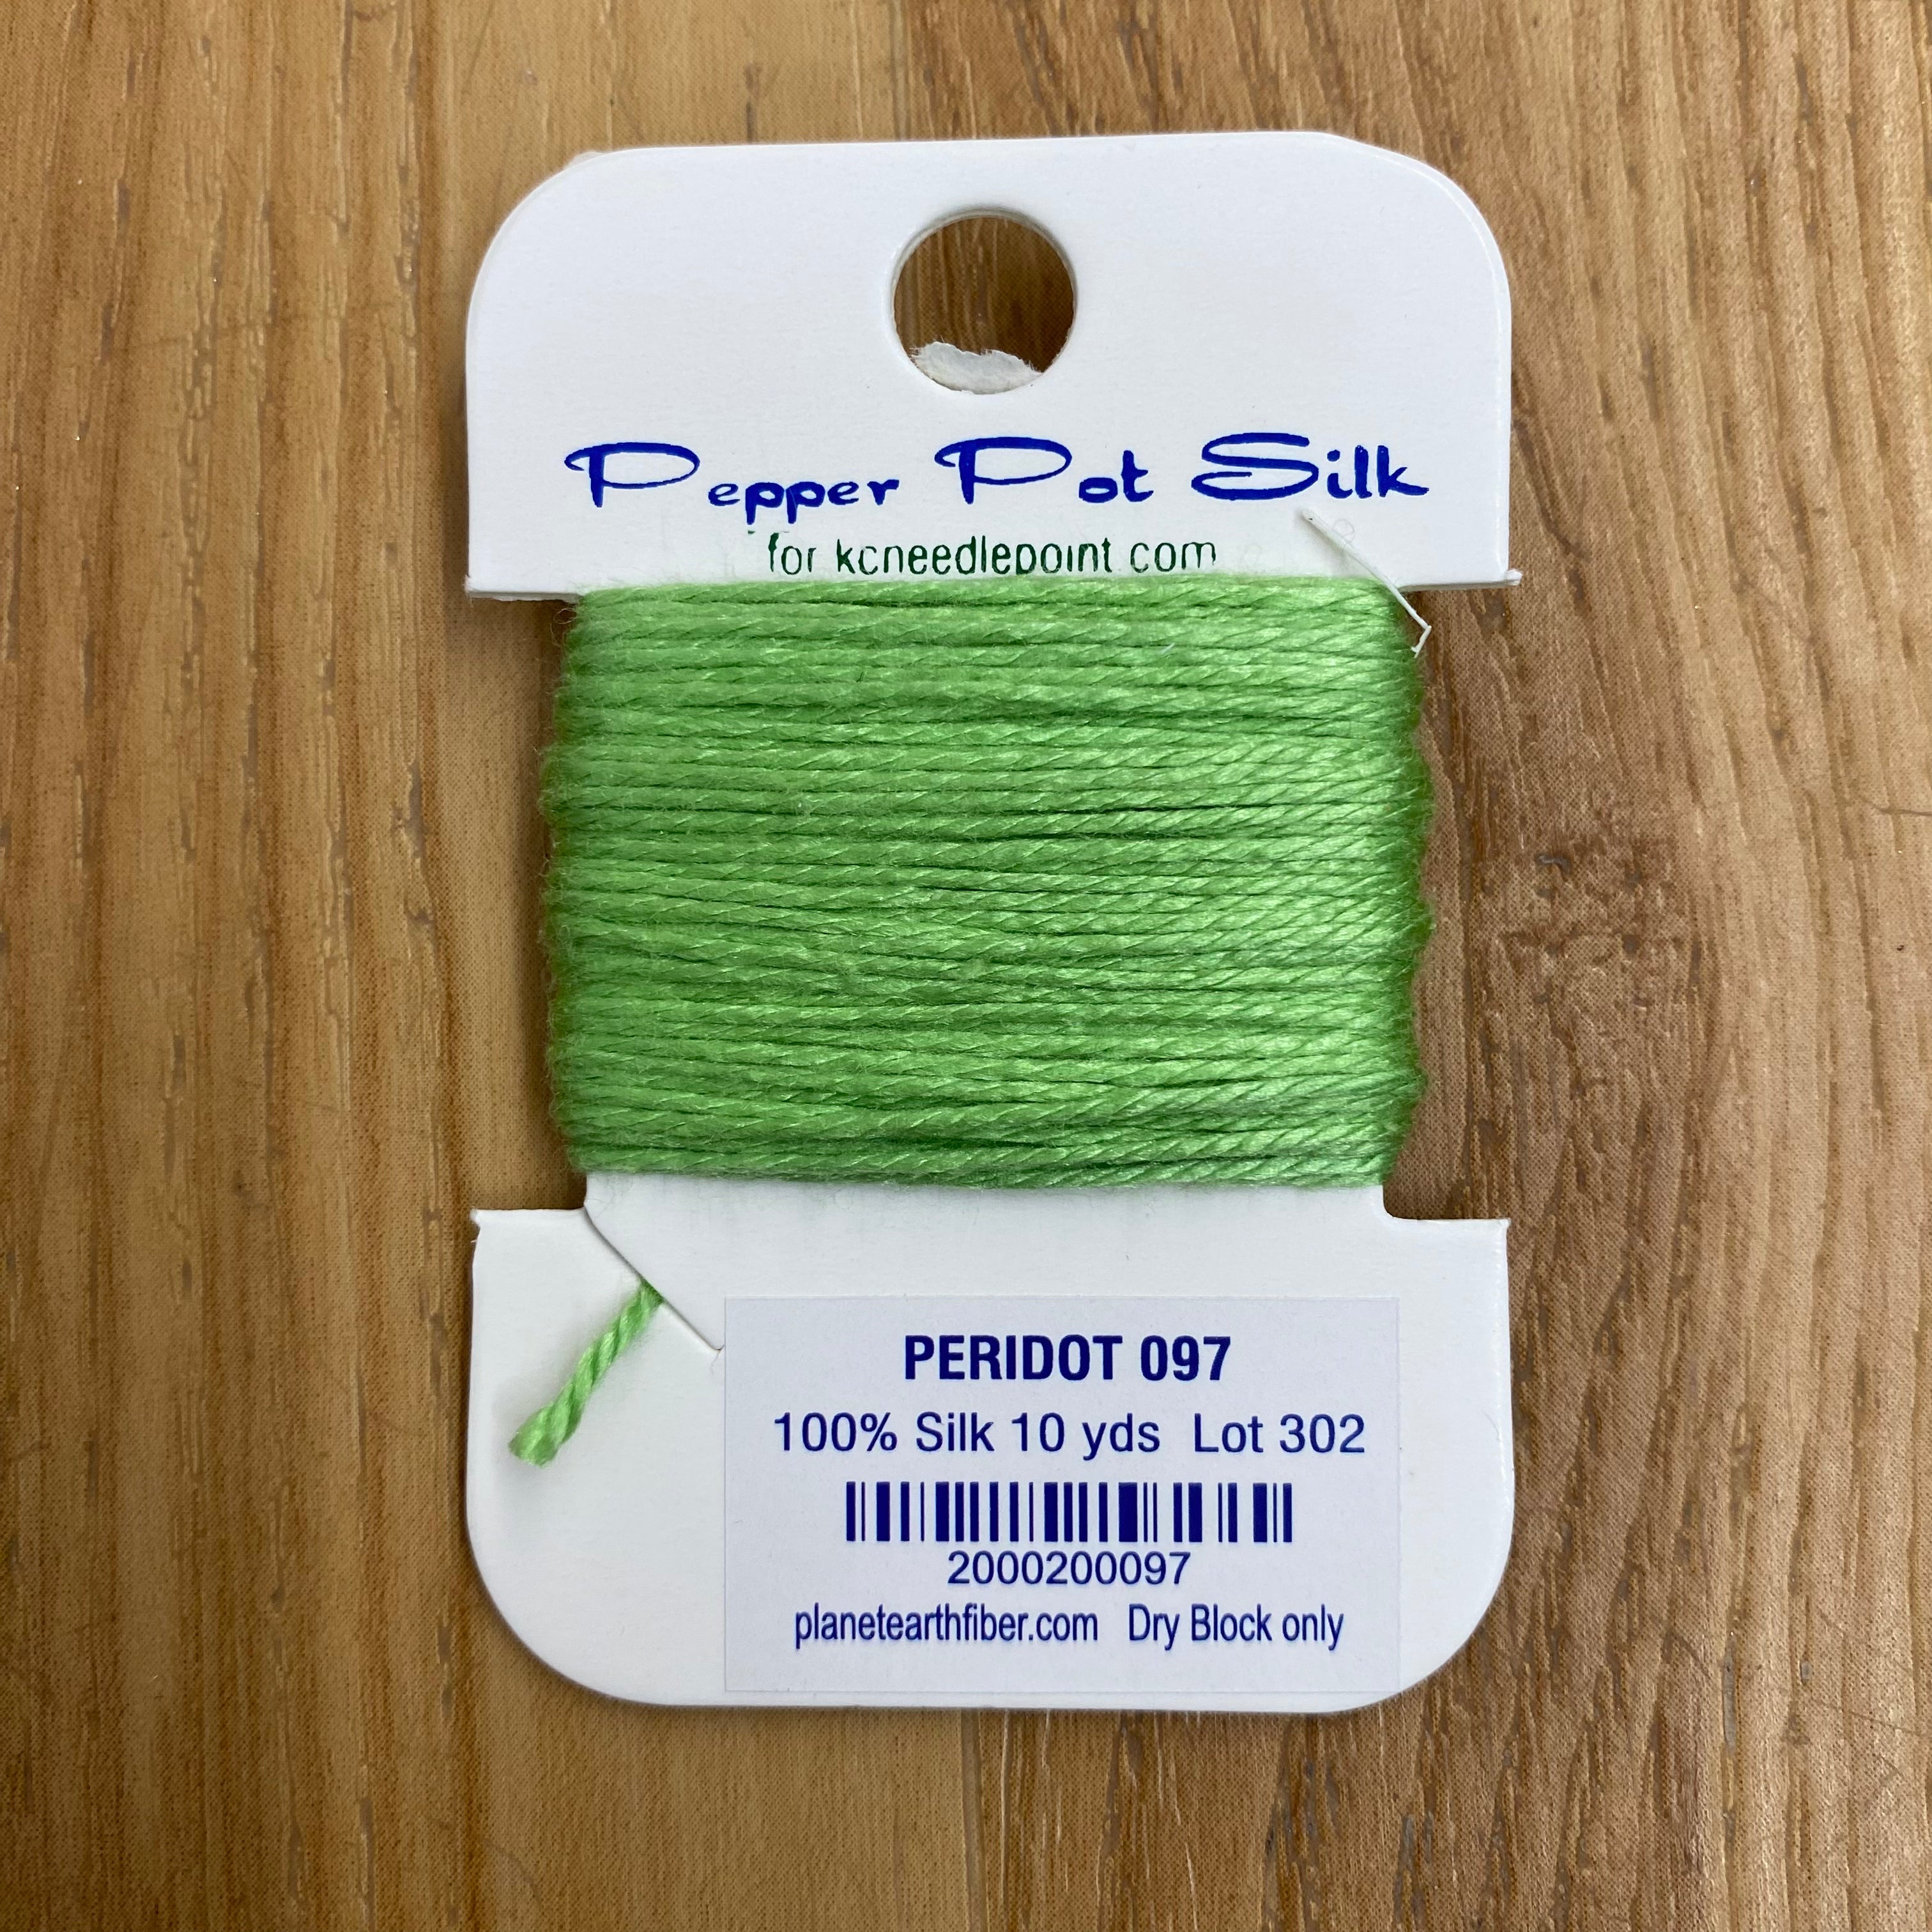 Pepper Pot Silk
for kcneedlepoint.com
PERIDOT 097
100% Silk 10 yds Lot 302
2000200097
planetearthfiber.com Dry Block only